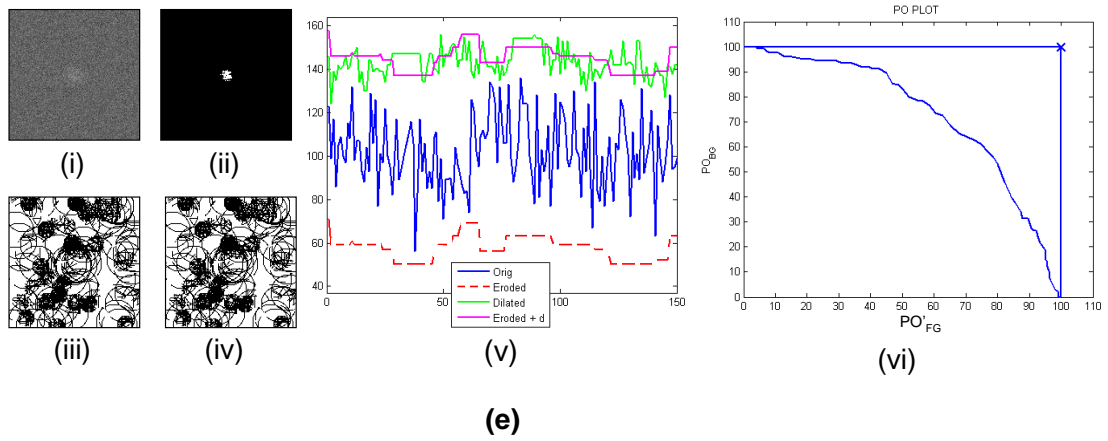 (i)
(ii)
(iii)
(iv)
160
140
120
100
80
60
40
0
50
100
150
Orig
Eroded
Dilated
Eroded + d
(v)
PO PLOT
110
100
90
80
70
60
50
40
30
20
10
0
PO_BG
0 10 20 30 40 50 60 70 80 90 100 110
PO'_FG
(vi)
(e)